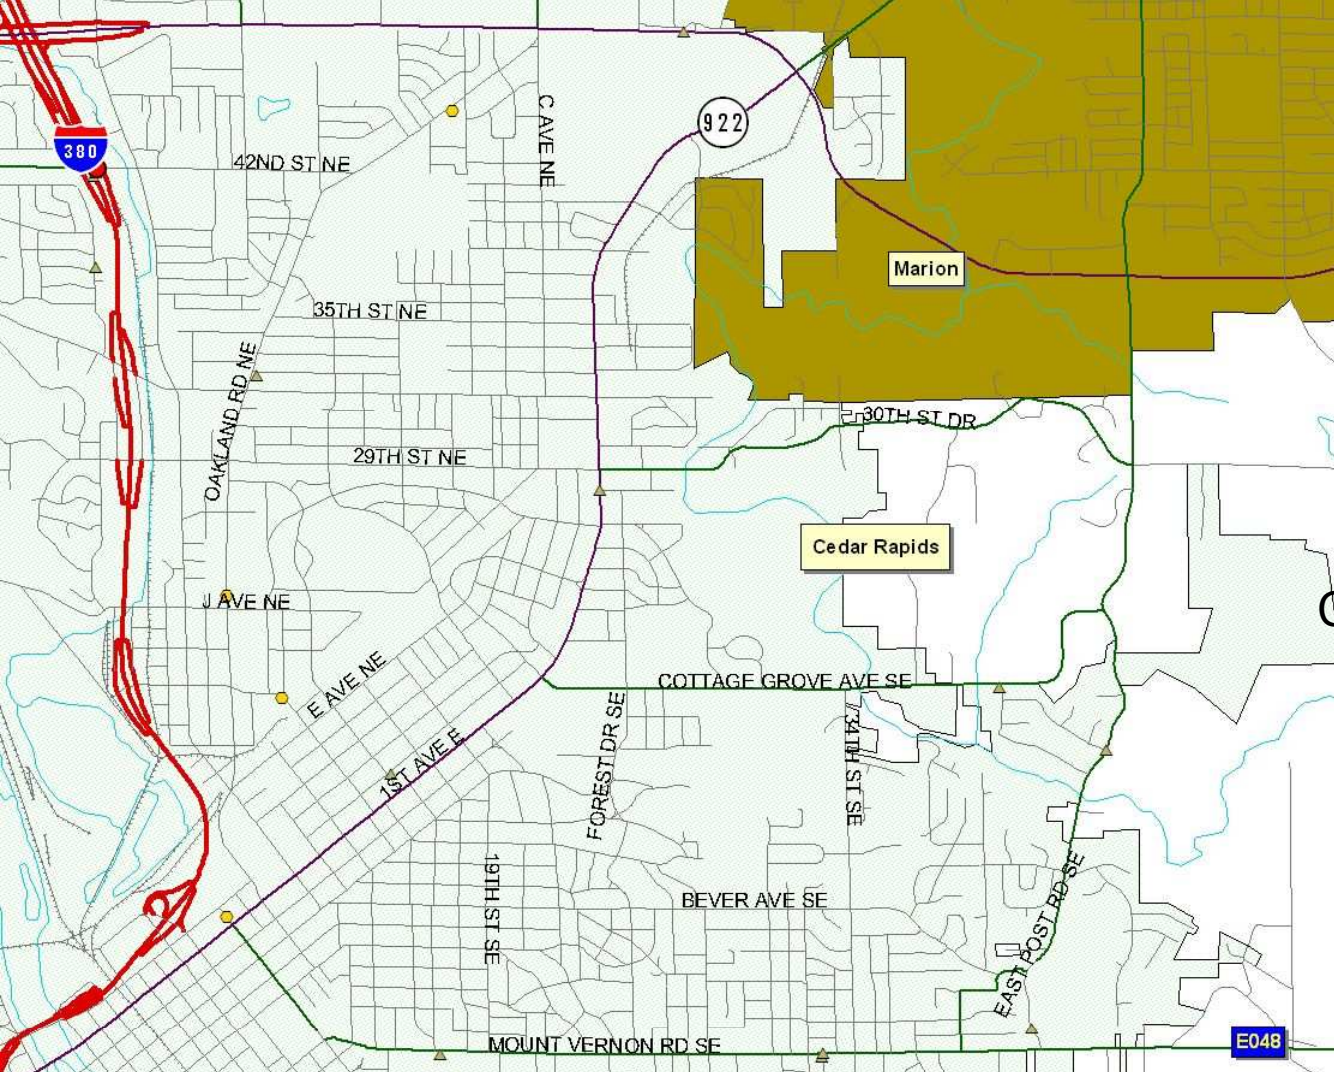 C AVE NE
922
380
42ND ST NE
Marion
35TH ST NE
OAKLAND RD NE
30TH ST DR
29TH ST NE
Cedar Rapids
J AVE NE
E AVE NE
COTTAGE GROVE AVE SE
FOREST DR SE
34TH ST SE
1ST AVE E
19TH ST SE
BEVER AVE SE
EAST POST RD SE
MOUNT VERNON RD SE
E048